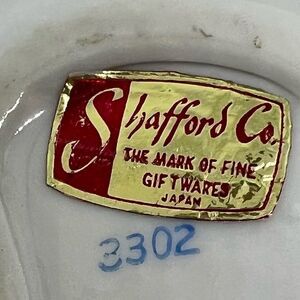 Shafford Co.
THE MARK OF FINE
GIFTWARES
JAPAN
3302